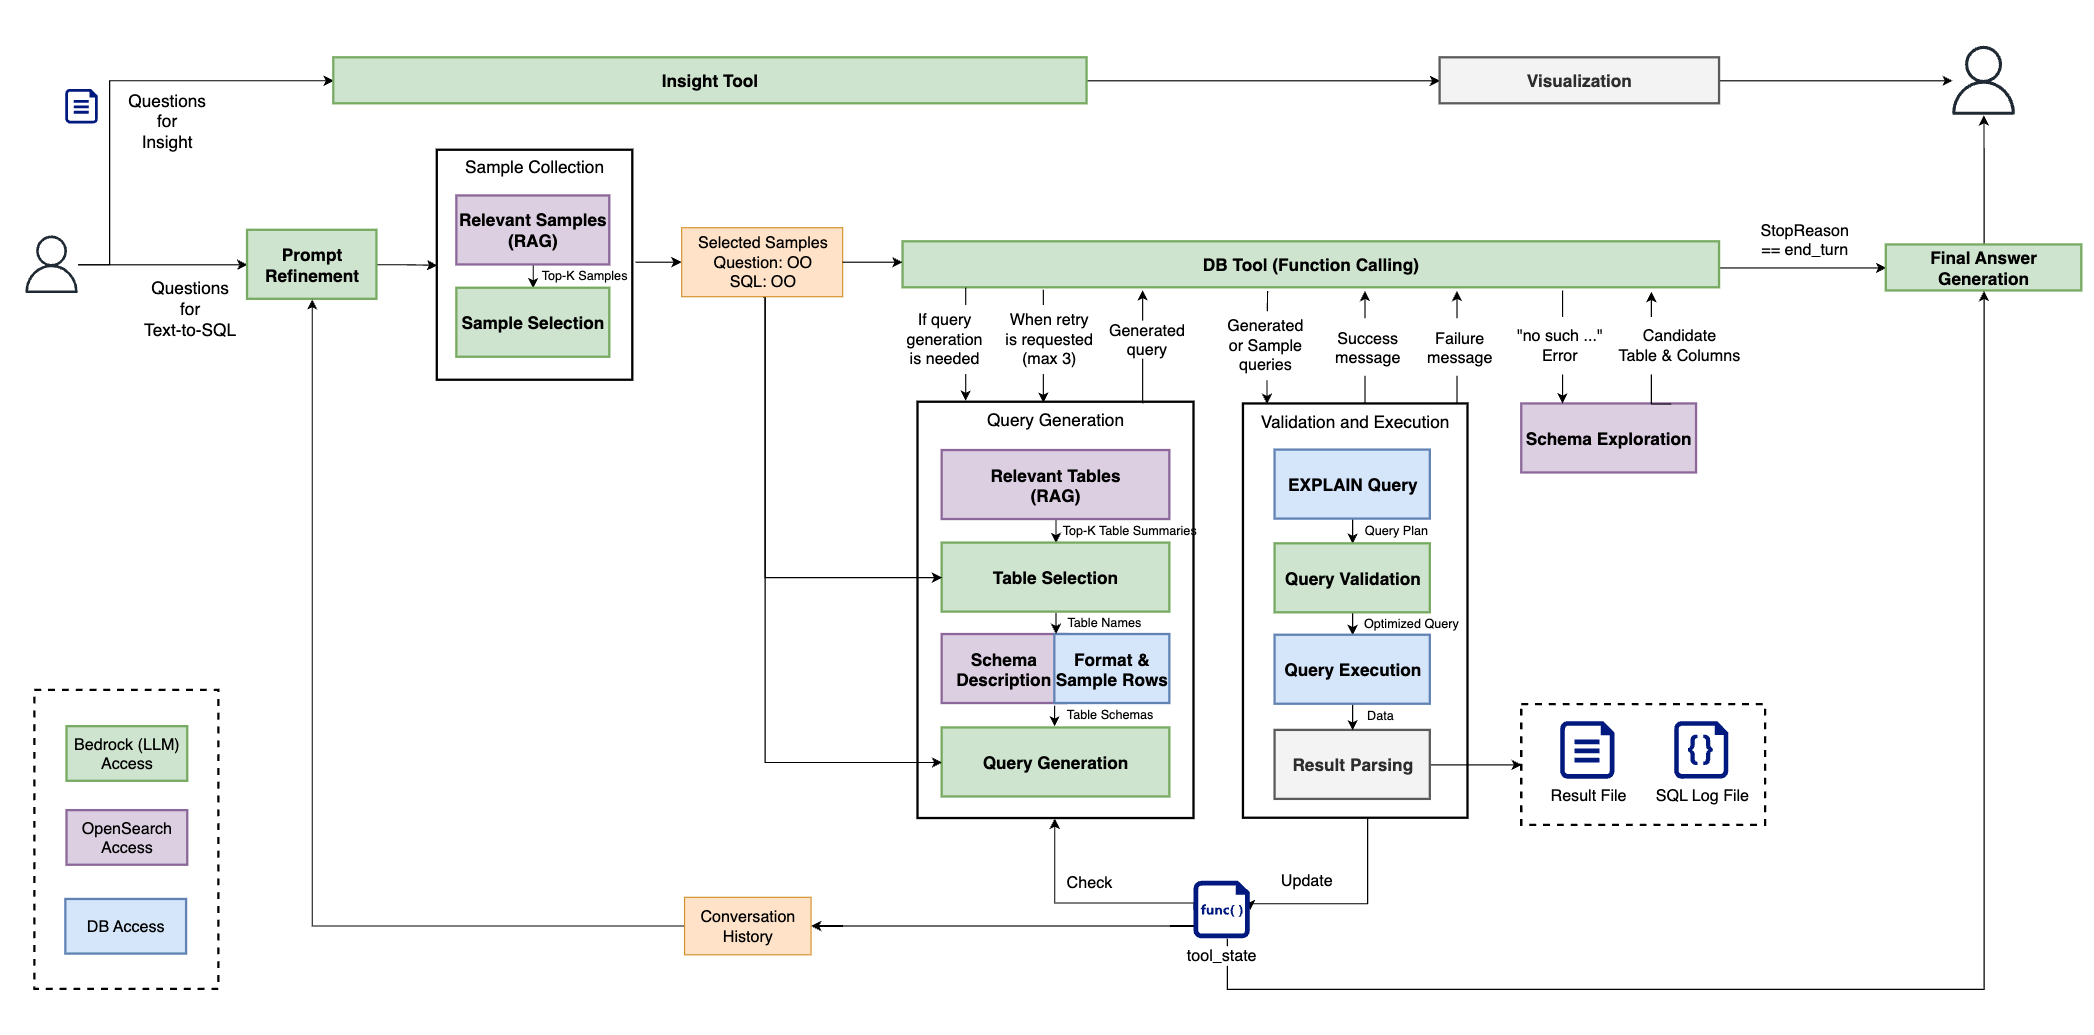 Insight Tool
Visualization
Questions
for
Insight
Questions
for
Text-to-SQL
Prompt
Refinement
Sample Collection
Relevant Samples
(RAG)
Top-K Samples
Sample Selection
Selected Samples
Question: OO
SQL: OO
DB Tool (Function Calling)
StopReason
== end_turn
Final Answer
Generation
If query
generation
is needed
When retry
is requested
(max 3)
Generated
query
Generated
or Sample
queries
Success
message
Failure
message
"no such ..."
Error
Candidate
Table & Columns
Query Generation
Relevant Tables
(RAG)
Top-K Table Summaries
Table Selection
Table Names
Schema
Description
Format &
Sample Rows
Table Schemas
Query Generation
Validation and Execution
EXPLAIN Query
Query Plan
Query Validation
Optimized Query
Query Execution
Data
Result Parsing
Schema Exploration
Result File
{}
SQL Log File
Check
Update
func( )
tool_state
Conversation
History
Bedrock (LLM)
Access
OpenSearch
Access
DB Access